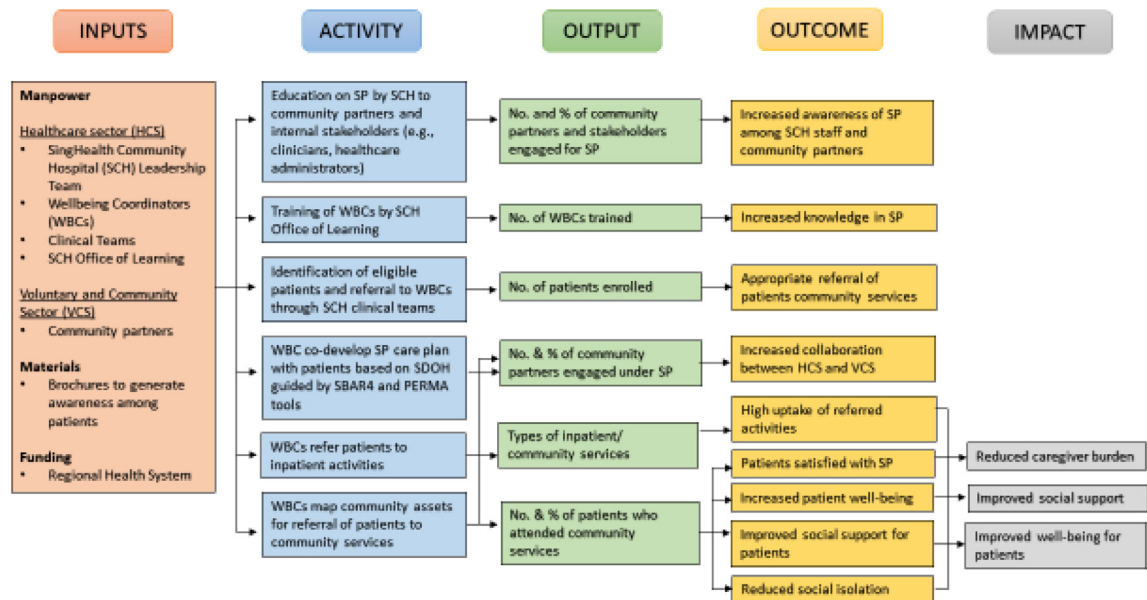 INPUTS
ACTIVITY
OUTPUT
OUTCOME
IMPACT
Manpower
Healthcare sector (HCS)
• SingHealth Community
Hospital (SCH) Leadership
Team
• Wellbeing Coordinators
(WBCs)
• Clinical Teams
• SCH Office of Learning
Voluntary and Community
Sector (VCS)
• Community partners
Materials
• Brochures to generate
awareness among
patients
Funding
• Regional Health System
Education on SP by SCH to
community partners and
internal stakeholders (e.g.,
clinicians, healthcare
administrators)
Training of WBCs by SCH
Office of Learning
Identification of eligible
patients and referral to WBCs
through SCH clinical teams
WBC co-develop SP care plan
with patients based on SDOH
guided by SBAR4 and PERMA
tools
WBCs refer patients to
inpatient activities
WBCs map community assets
for referral of patients to
community services
No. and % of community
partners and stakeholders
engaged for SP
No. of WBCs trained
No. of patients enrolled
No. & % of community
partners engaged under SP
Types of inpatient/
community services
No. & % of patients who
attended community
services
Increased awareness of SP
among SCH staff and
community partners
Increased knowledge in SP
Appropriate referral of
patients community services
Increased collaboration
between HCS and VCS
High uptake of referred
activities
Patients satisfied with SP
Increased patient well-being
Improved social support for
patients
Reduced social isolation
Reduced caregiver burden
Improved social support
Improved well-being for
patients